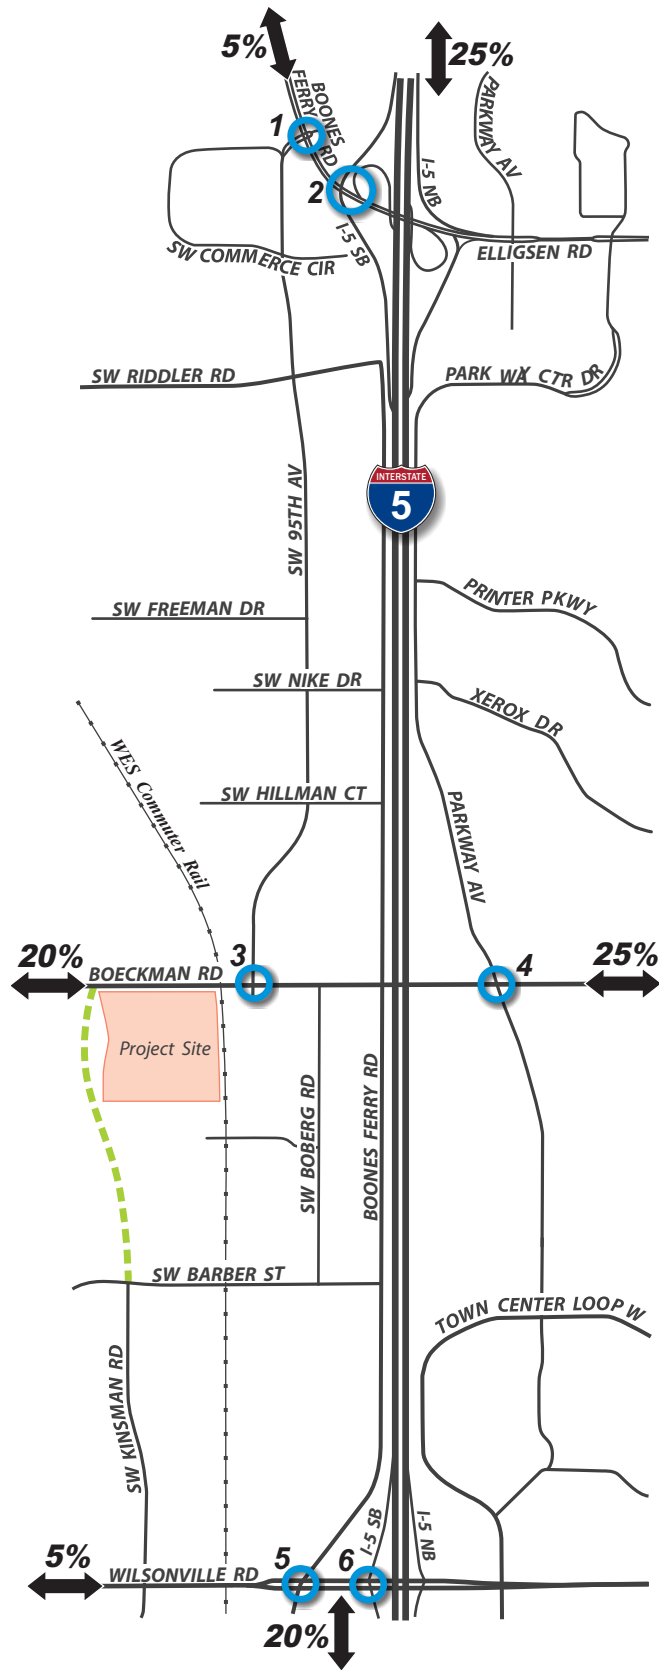 5%
25%
BOONES
FERRY RD
PARKWAY AV
1
2
I-5 NB
I-5 SB
SW COMMERCE CIR
ELLIGSEN RD
SW RIDDLER RD
PARK WAY CTR DR
INTERSTATE
5
SW 95TH AV
SW FREEMAN DR
PRINTER PKWY
SW NIKE DR
XEROX DR
WES Commuter Rail
SW HILLMAN CT
PARKWAY AV
20%
3
4
25%
BOECKMAN RD
Project Site
SW BOBERG RD
BOONES FERRY RD
SW BARBER ST
TOWN CENTER LOOP W
SW KINSMAN RD
I-5 SB
I-5 NB
5%
5
6
WILSONVILLE RD
20%